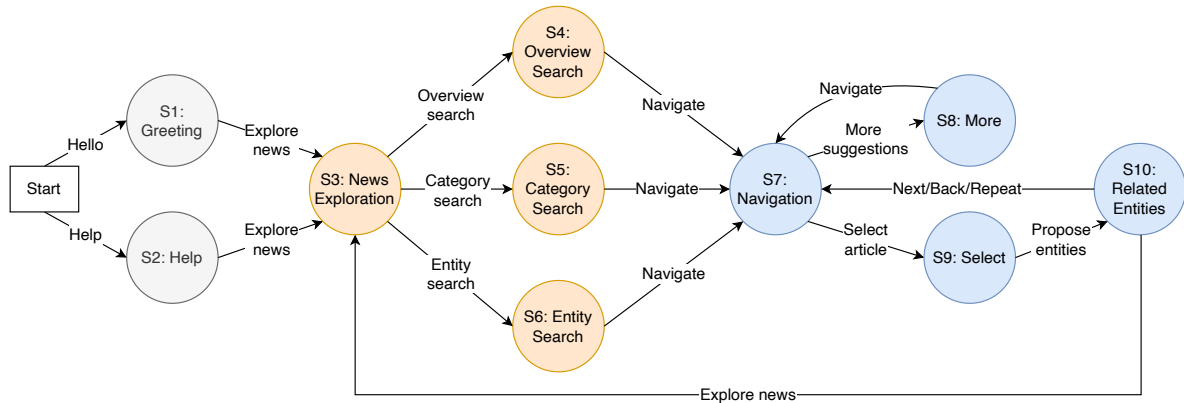 Start
Hello
Help
S1:
Greeting
S2: Help
Explore
news
Explore
news
S3: News
Exploration
Overview
search
Category
search
Entity
search
S4:
Overview
Search
S5:
Category
Search
S6: Entity
Search
Navigate
Navigate
Navigate
S7:
Navigation
Navigate
More
suggestions
S8: More
Next/Back/Repeat
Select
article
S9: Select
Propose
entities
S10:
Related
Entities
Explore news